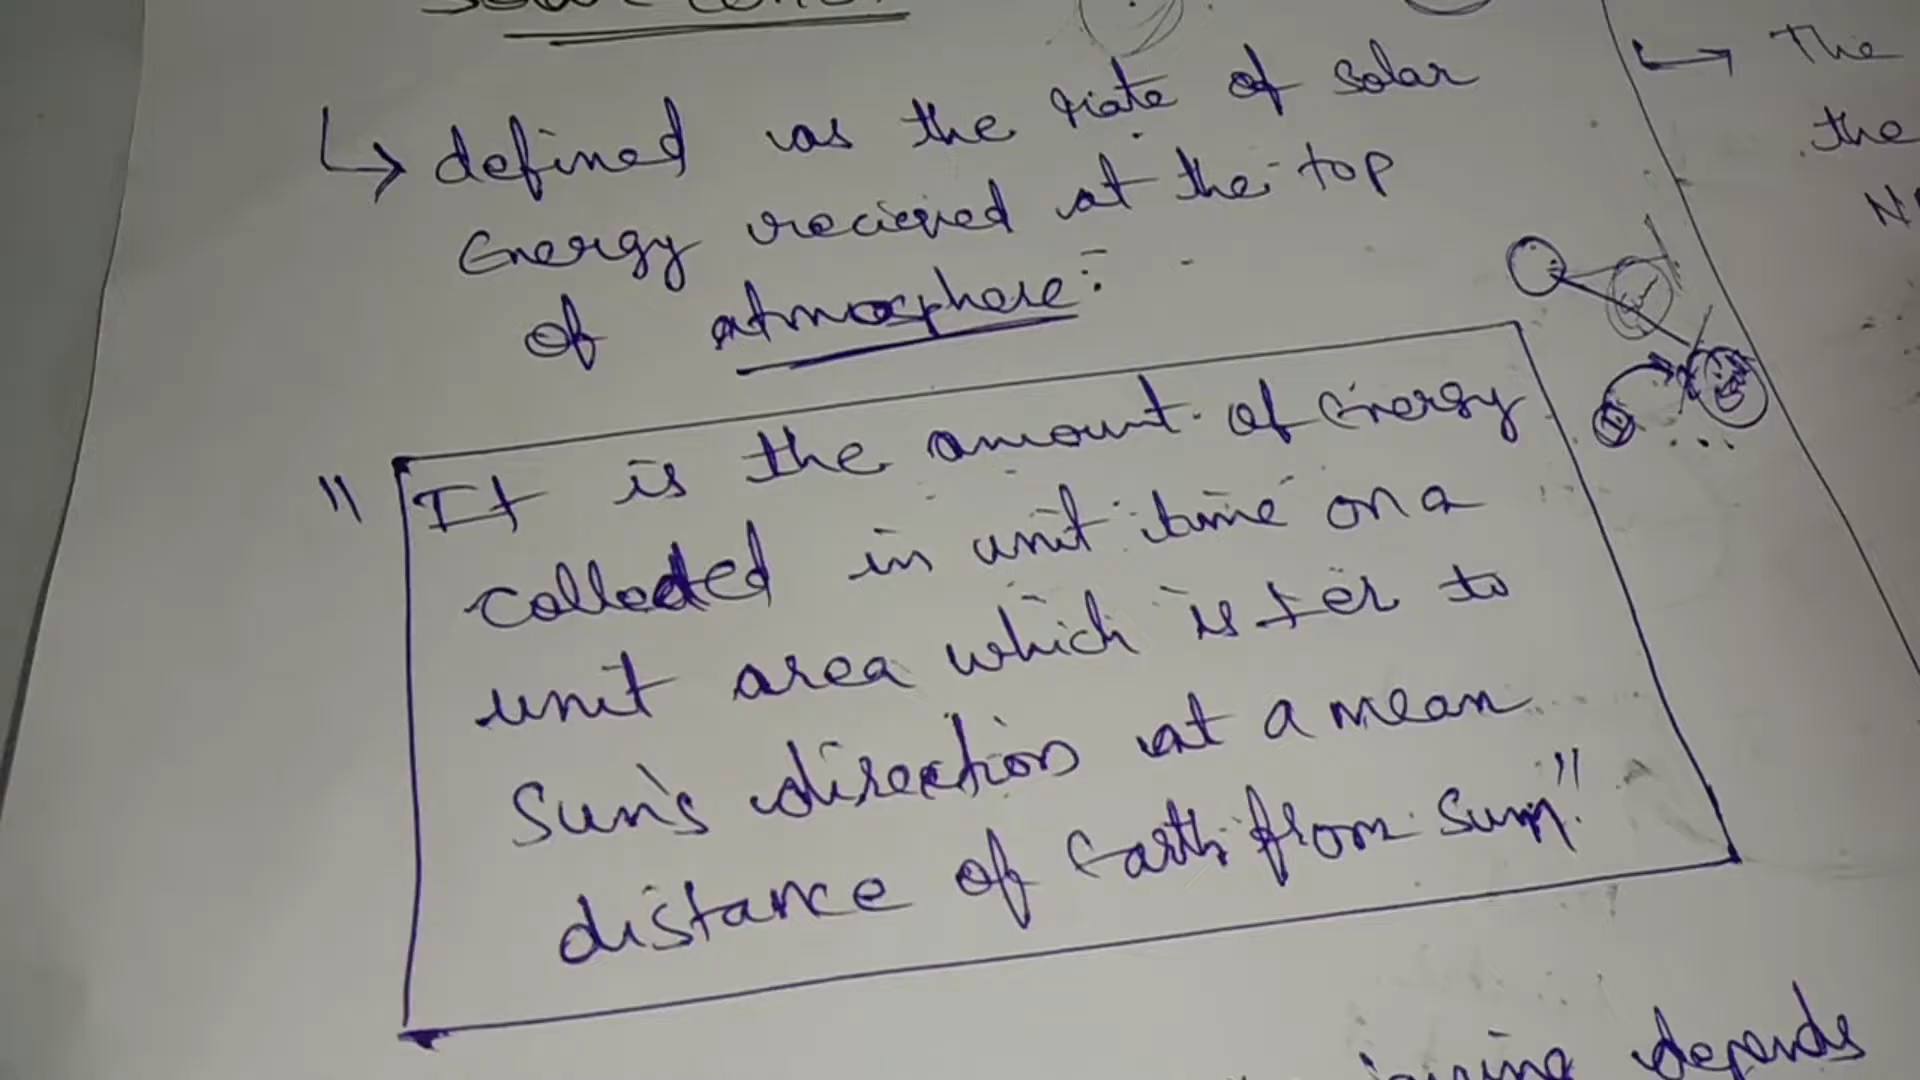 Solar
↳ defined as the rate of solar
Energy recieved at the top
of atmosphere:
" It is the amount of Energy
collected in unit time on a
unit area which is ⊥er to
Sun's direction at a mean
distance of Earth from Sun."
depends
↳ The
the